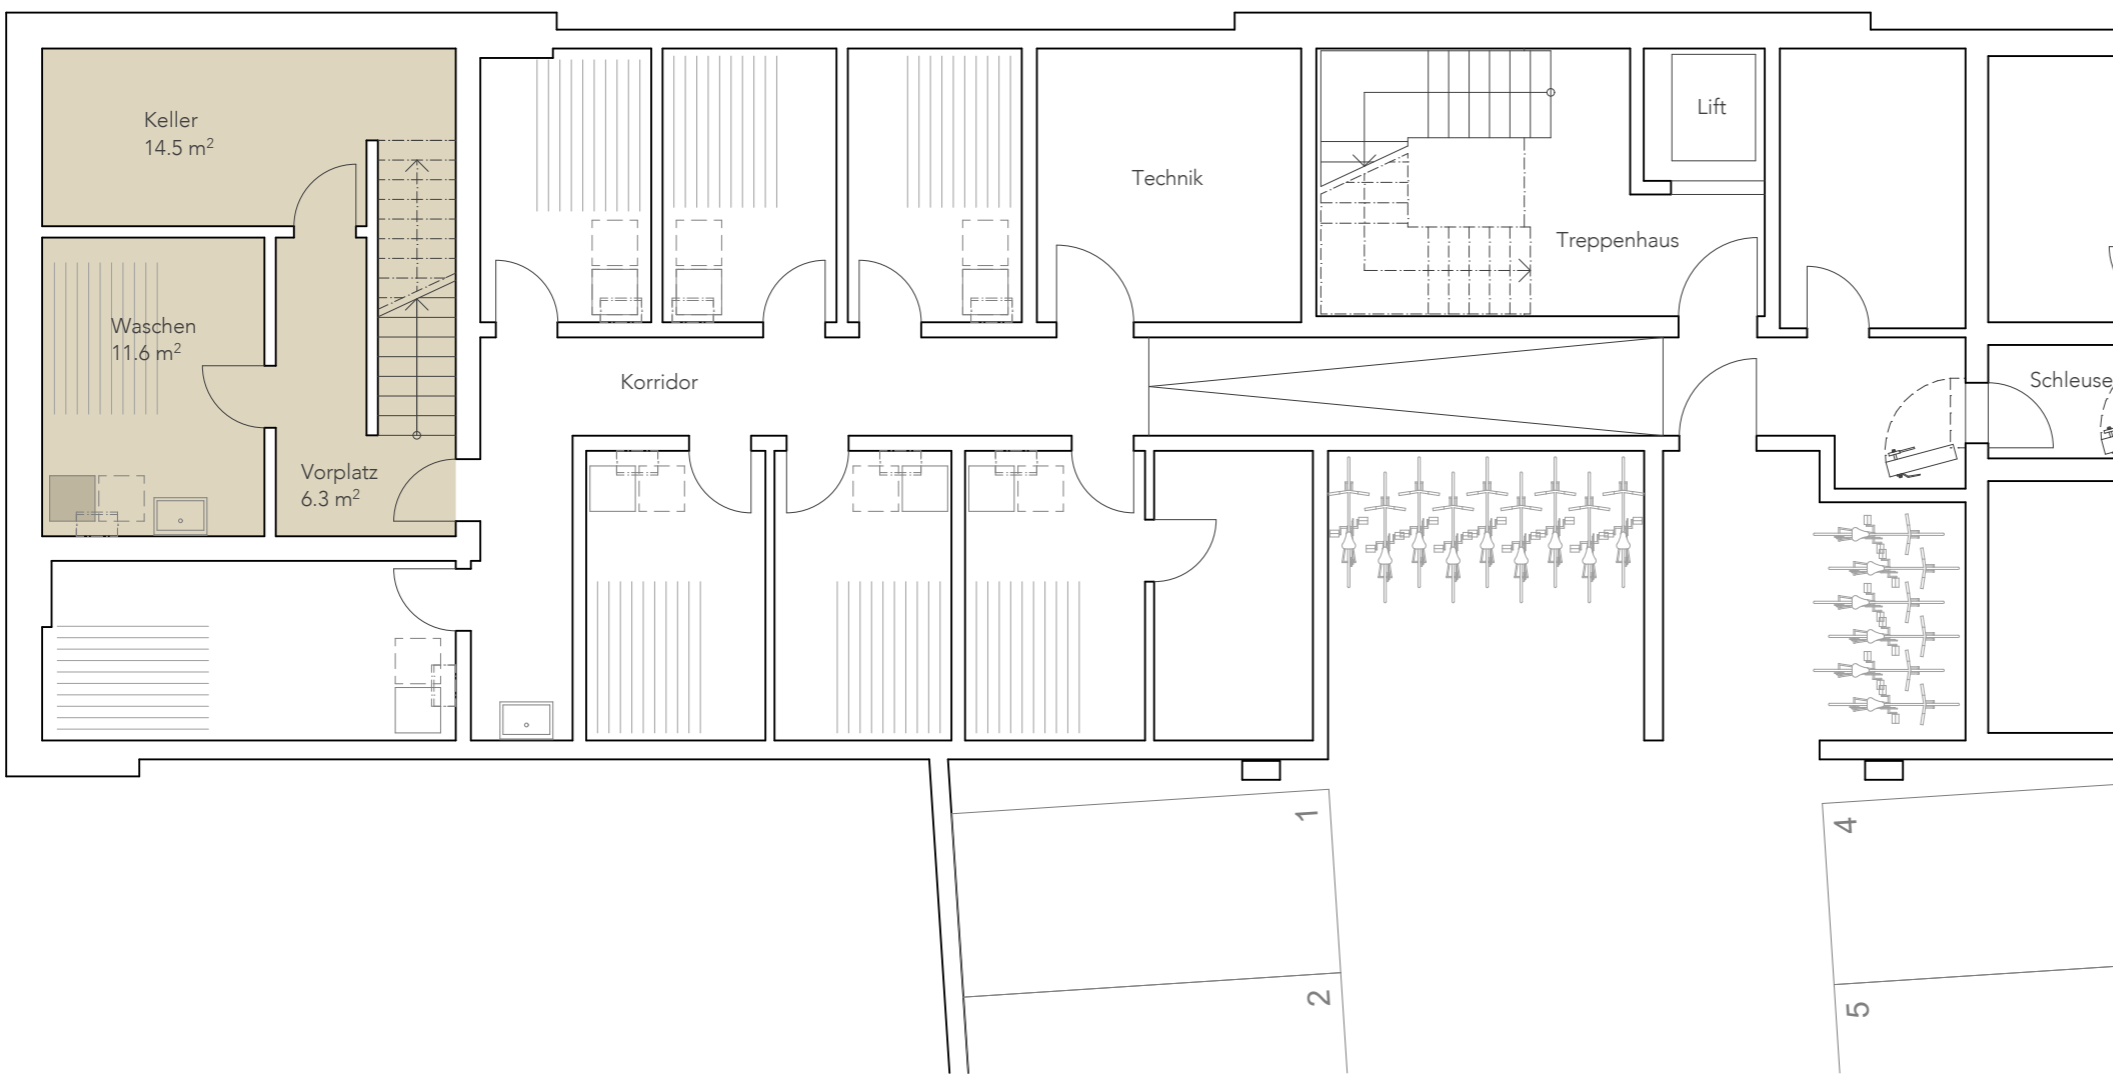 Keller
14.5 m²
Lift
Technik
Treppenhaus
Waschen
11.6 m²
Korridor
Schleuse
Vorplatz
6.3 m²
1
4
2
5